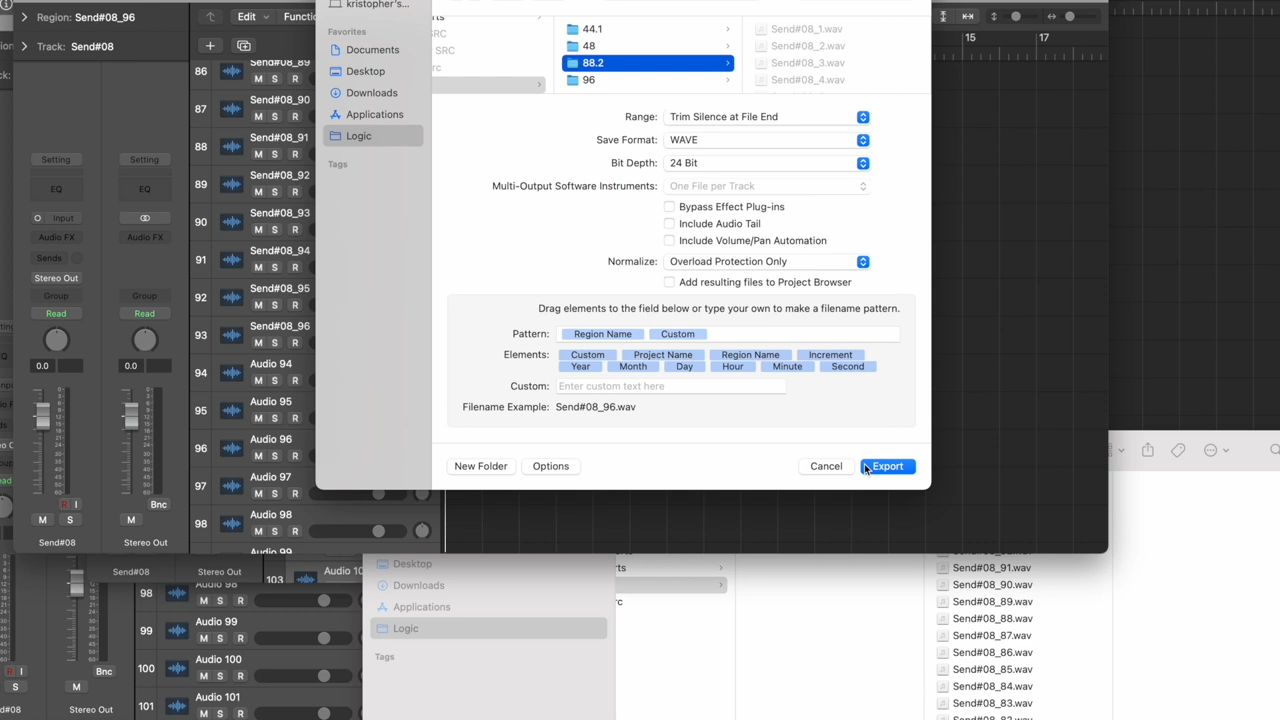 Region: Send#08_96
Track: Send#08
Edit
15
17
86
M S R
87
Send#08_90
M S R
88
Send#08_91
M S R
89
Send#08_92
M S R
90
Send#08_93
M S R
91
Send#08_94
M S R
92
Send#08_95
M S R
93
Send#08_96
M S R
94
Audio 94
M S R
95
Audio 95
M S R
96
Audio 96
M S R
97
Audio 97
M S R
98
Audio 98
M S R
Audio 99
Setting
Setting
EQ
EQ
Input
Audio FX
Audio FX
Sends
Stereo Out
Group
Group
Read
Read
0.0
0.0
R I
Bnc
M S
M
Send#08
Stereo Out
kristopher's...
Favorites
Documents
Desktop
Downloads
Applications
Logic
Tags
44.1
48
88.2
96
Send#08_1.wav
Send#08_2.wav
Send#08_3.wav
Send#08_4.wav
Range: Trim Silence at File End
Save Format: WAVE
Bit Depth: 24 Bit
Multi-Output Software Instruments: One File per Track
Bypass Effect Plug-ins
Include Audio Tail
Include Volume/Pan Automation
Normalize: Overload Protection Only
Add resulting files to Project Browser
Drag elements to the field below or type your own to make a filename pattern.
Pattern: Region Name Custom
Elements: Custom Project Name Region Name Increment
Year Month Day Hour Minute Second
Custom: Enter custom text here
Filename Example: Send#08_96.wav
New Folder
Options
Cancel
Export
Send#08
Stereo Out
103
98
M S R
99
Audio 99
M S R
100
Audio 100
M S R
101
Audio 101
M S R
R I
Bnc
S
M
Stereo Out
Desktop
Downloads
Applications
Logic
Tags
Send#08_91.wav
Send#08_90.wav
Send#08_89.wav
Send#08_88.wav
Send#08_87.wav
Send#08_86.wav
Send#08_85.wav
Send#08_84.wav
Send#08_83.wav